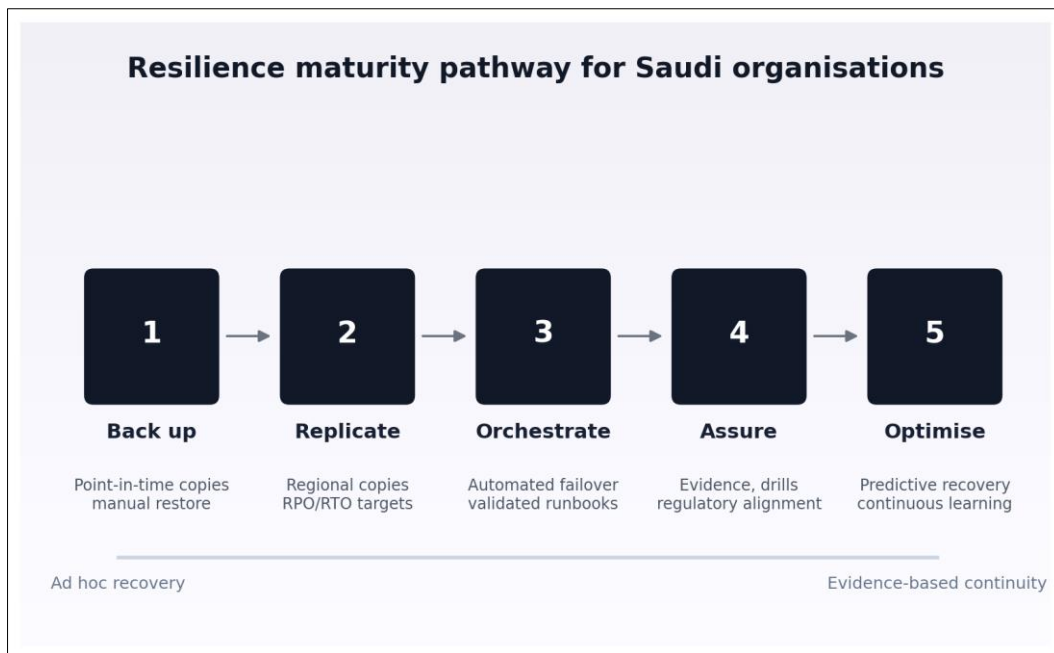 Resilience maturity pathway for Saudi organisations
1
2
3
4
5
Back up
Replicate
Orchestrate
Assure
Optimise
Point-in-time copies
manual restore
Regional copies
RPO/RTO targets
Automated failover
validated runbooks
Evidence, drills
regulatory alignment
Predictive recovery
continuous learning
Ad hoc recovery
Evidence-based continuity